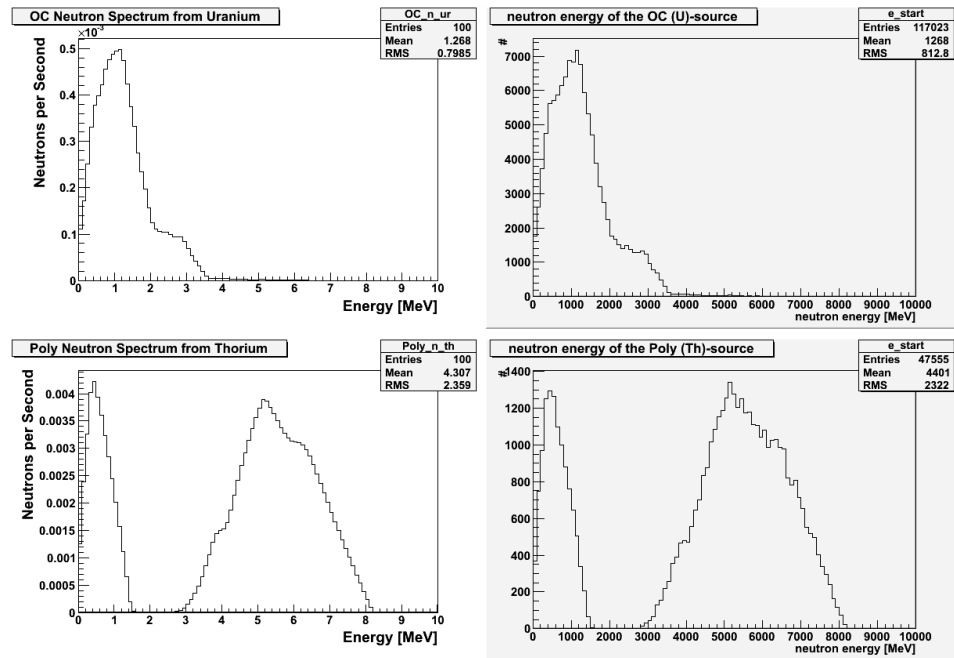 OC Neutron Spectrum from Uranium
OC_n_ur
Entries 100
Mean 1.268
RMS 0.7985
×10⁻³
Neutrons per Second
0.5
0.4
0.3
0.2
0.1
0
0 1 2 3 4 5 6 7 8 9 10
Energy [MeV]
neutron energy of the OC (U)-source
e_start
Entries 117023
Mean 1268
RMS 812.8
#
7000
6000
5000
4000
3000
2000
1000
0
0 1000 2000 3000 4000 5000 6000 7000 8000 9000 10000
neutron energy [MeV]
Poly Neutron Spectrum from Thorium
Poly_n_th
Entries 100
Mean 4.307
RMS 2.359
Neutrons per Second
0.004
0.0035
0.003
0.0025
0.002
0.0015
0.001
0.0005
0
0 1 2 3 4 5 6 7 8 9 10
Energy [MeV]
neutron energy of the Poly (Th)-source
e_start
Entries 47555
Mean 4401
RMS 2322
#
1400
1200
1000
800
600
400
200
0
0 1000 2000 3000 4000 5000 6000 7000 8000 9000 10000
neutron energy [MeV]